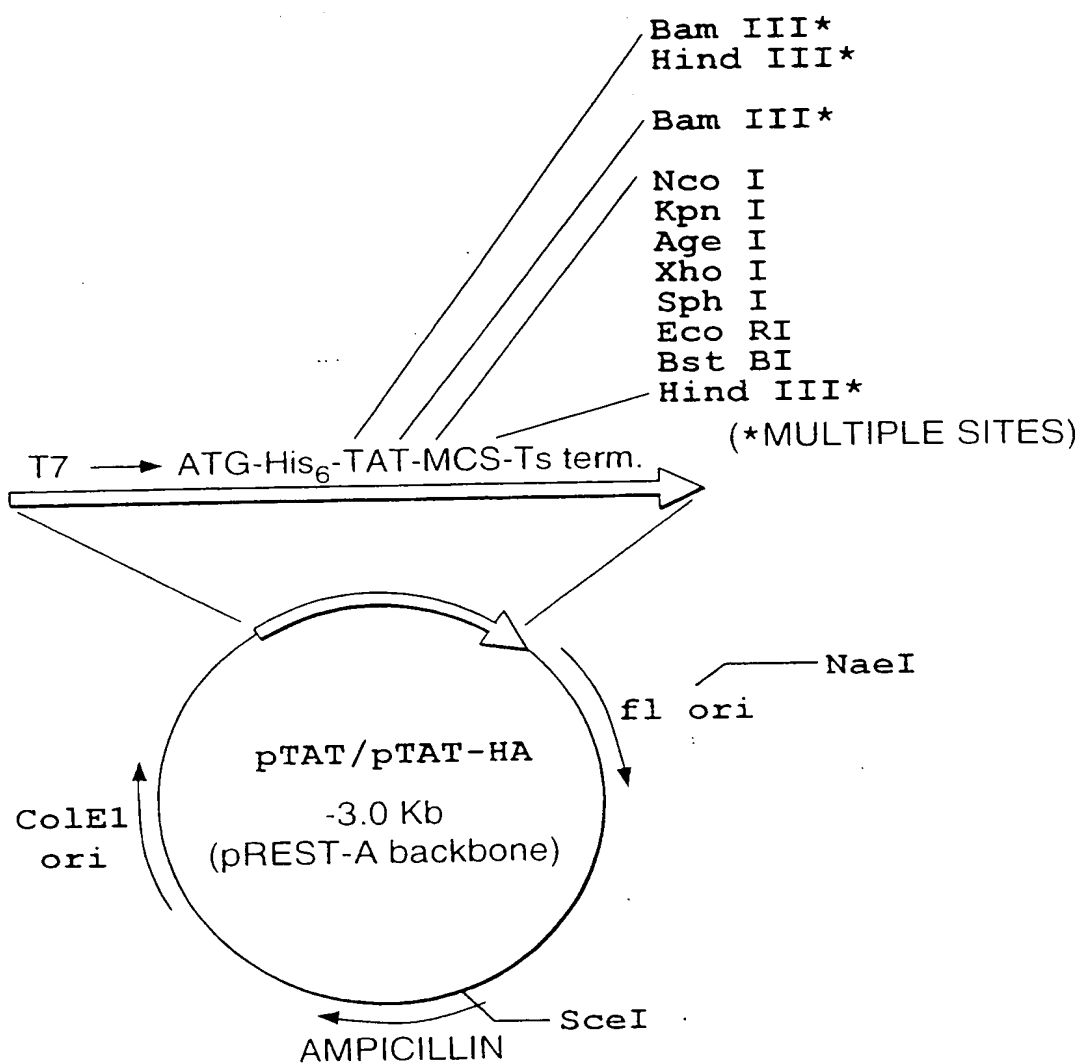 Bam III*
Hind III*
Bam III*
Nco I
Kpn I
Age I
Xho I
Sph I
Eco RI
Bst BI
Hind III*
(*MULTIPLE SITES)
T7 ATG-His6-TAT-MCS-Ts term.
NaeI
fl ori
pTAT/pTAT-HA
-3.0 Kb
(pREST-A backbone)
ColE1
ori
SceI
AMPICILLIN